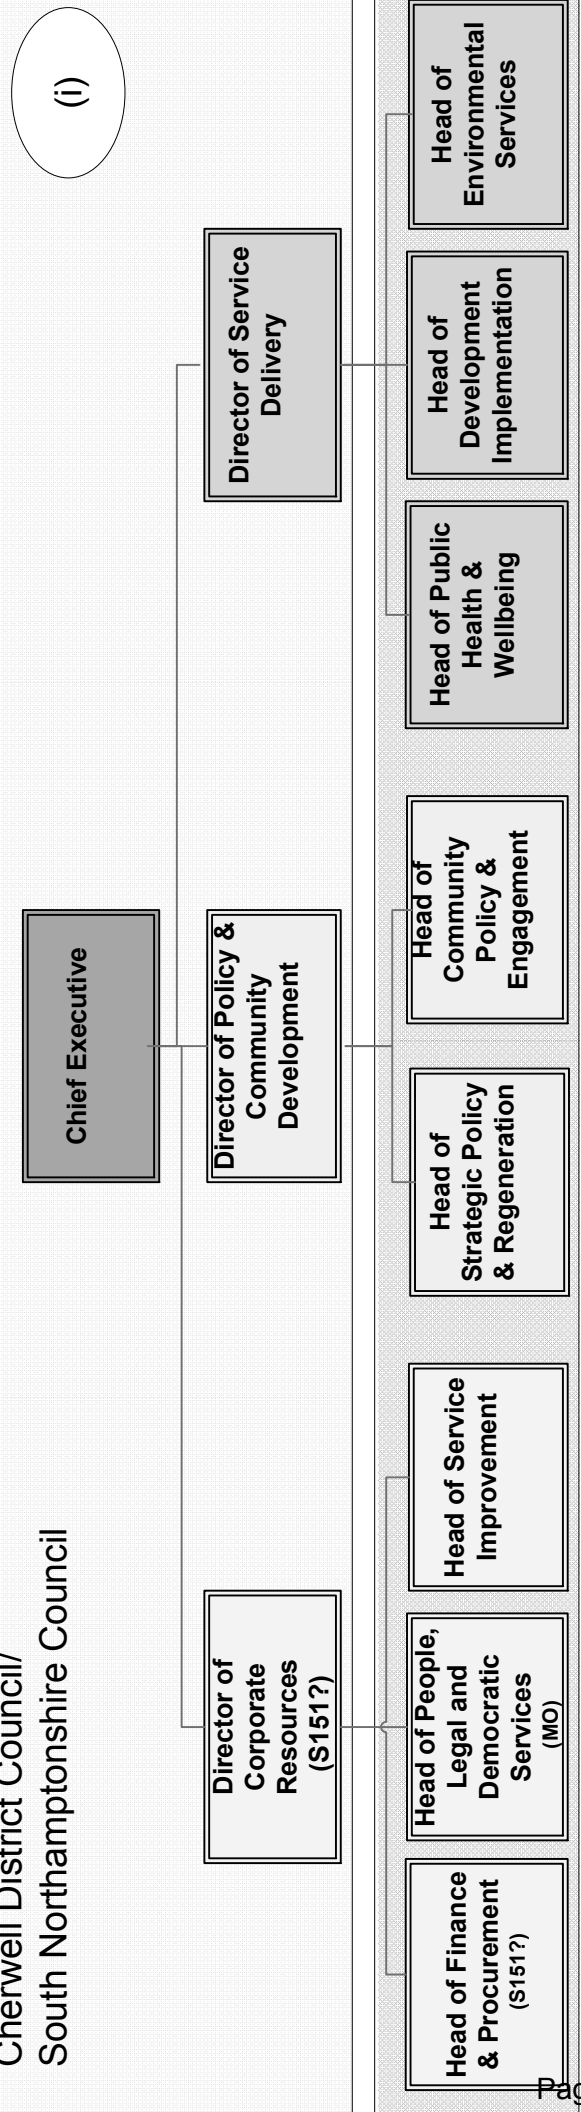 Cherwell District Council/
South Northamptonshire Council
(i)
Chief Executive
Director of
Corporate
Resources
(S151?)
Director of Policy &
Community
Development
Director of Service
Delivery
Head of Finance
& Procurement
(S151?)
Head of People,
Legal and
Democratic
Services
(MO)
Head of Service
Improvement
Head of
Strategic Policy
& Regeneration
Head of
Community
Policy &
Engagement
Head of Public
Health &
Wellbeing
Head of
Development
Implementation
Head of
Environmental
Services